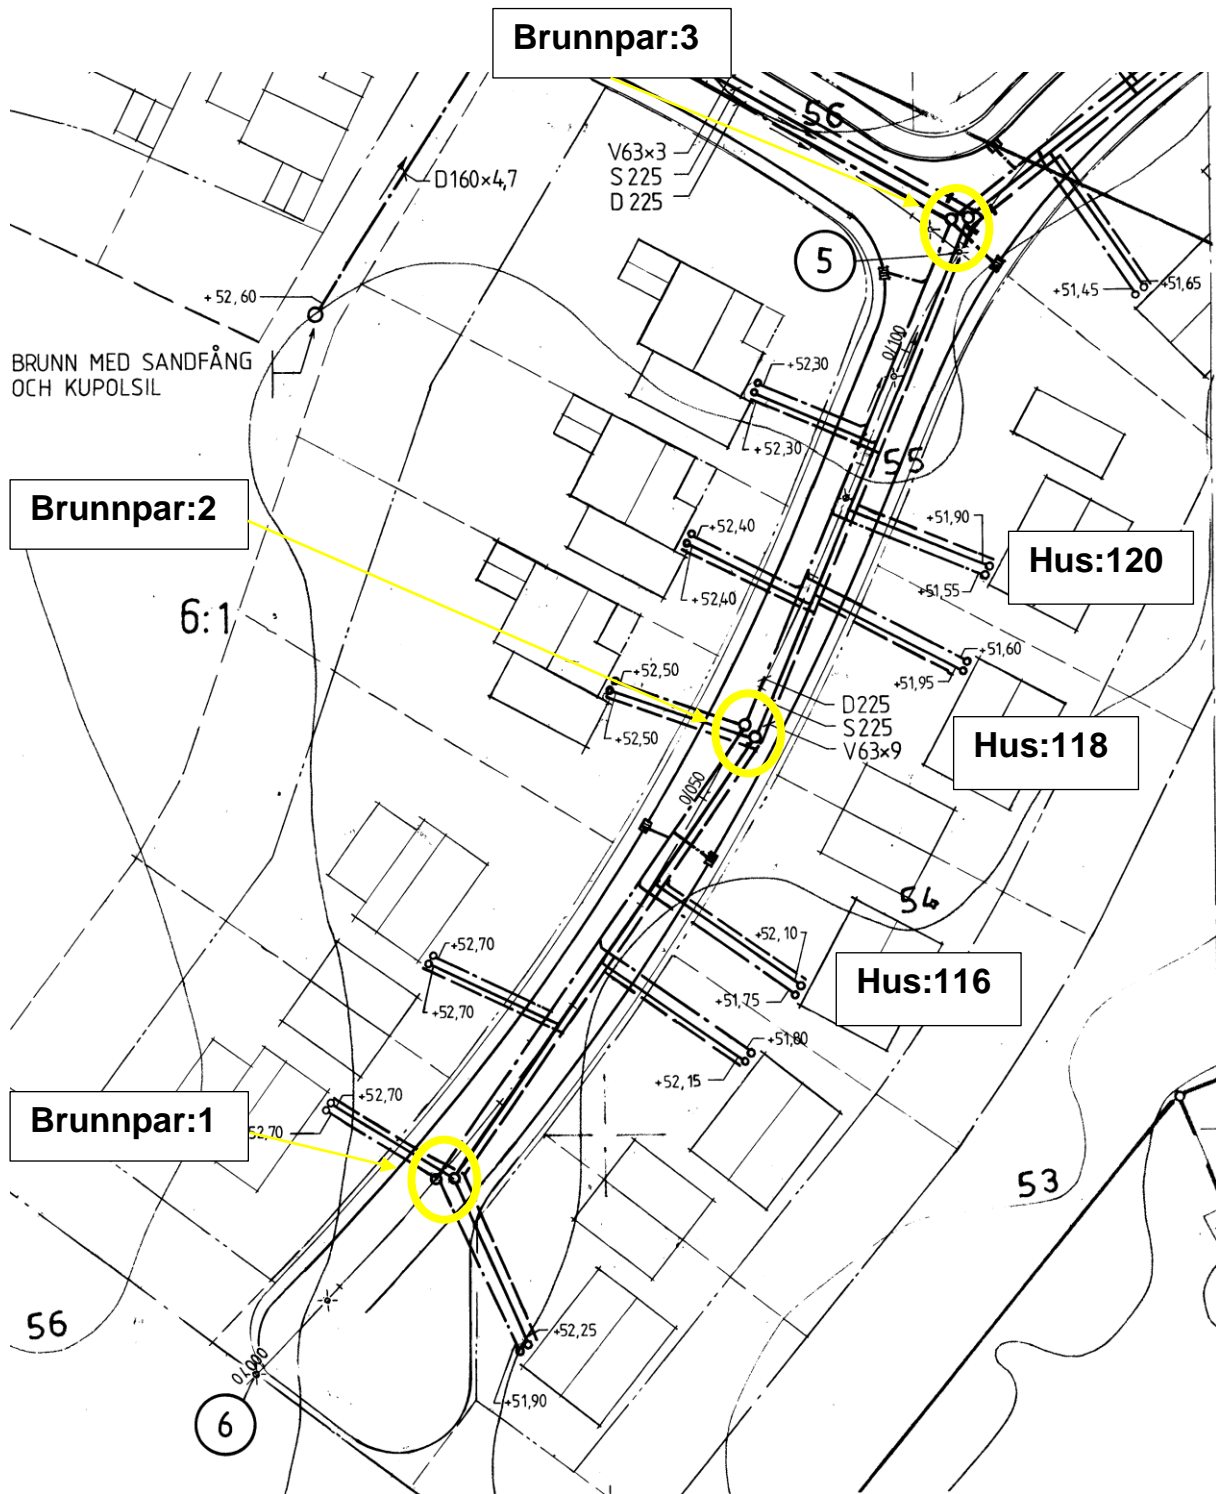 Brunnpar:3
56
V63×3
S 225
D 225
D160×4,7
5
+52,60
+51,45
+51,65
BRUNN MED SANDFÅNG
OCH KUPOLSIL
0/100
+52,30
+52,30
55
Brunnpar:2
+52,40
+51,90
Hus:120
+52,40
+51,55
6:1
+51,60
+52,50
+51,95
D225
S225
V63×9
+52,50
Hus:118
0/050
54
+52,70
+52,10
Hus:116
+51,75
+52,70
+51,80
+52,15
+52,70
Brunnpar:1
52,70
53
56
+52,25
0/000
+51,90
6